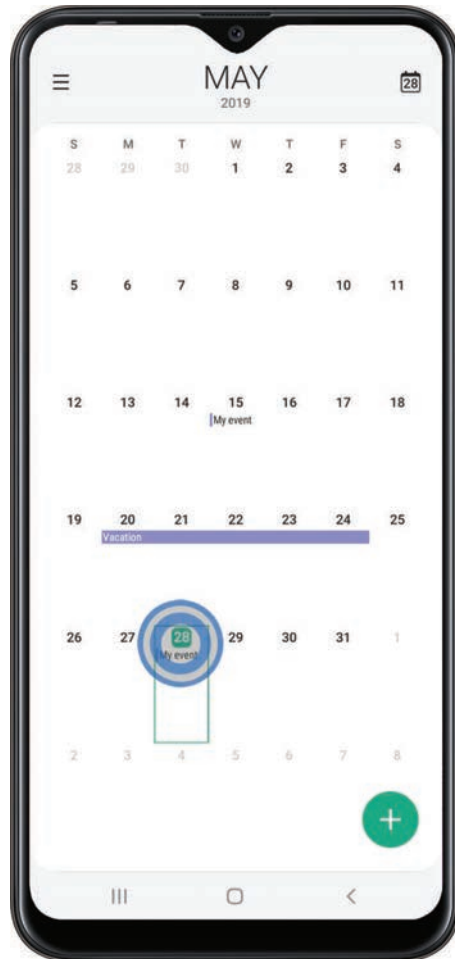 MAY
28
2019
S M T W T F S
28 29 30 1 2 3 4
5 6 7 8 9 10 11
12 13 14 15 16 17 18
My event
19 20 21 22 23 24 25
Vacation
26 27 28 29 30 31 1
My event
2 3 4 5 6 7 8